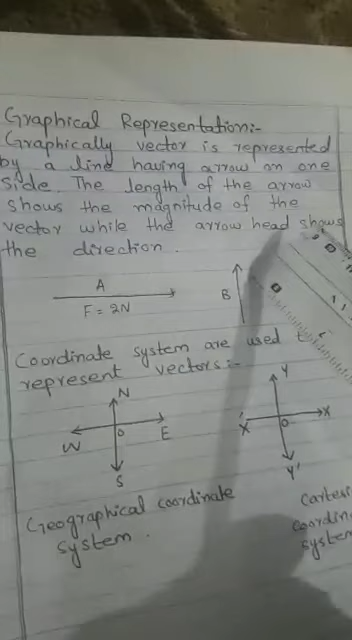 Graphical Representation:-
Graphically vector is represented
by a line having arrow on one
side. The length of the arrow
shows the magnitude of the
vector while the arrow head shows
the direction.
A
F = 2N
B
Coordinate system are used t
represent vectors:-
N
W O E
S
Y
X' O X
Y'
Geographical coordinate
system.
Cartesi
coordin
system